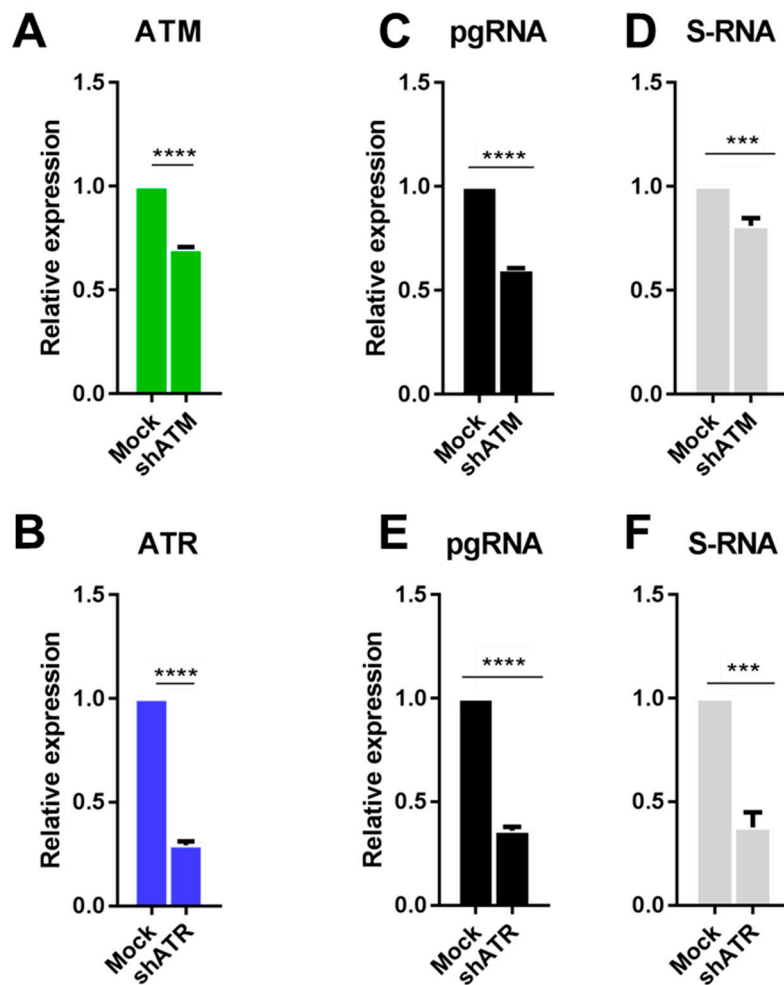 A ATM
Relative expression
1.5
1.0
0.5
0.0
****
Mock
shATM
C pgRNA
Relative expression
1.5
1.0
0.5
0.0
****
Mock
shATM
D S-RNA
1.5
1.0
0.5
0.0
***
Mock
shATM
B ATR
Relative expression
1.5
1.0
0.5
0.0
****
Mock
shATR
E pgRNA
Relative expression
1.5
1.0
0.5
0.0
****
Mock
shATR
F S-RNA
1.5
1.0
0.5
0.0
***
Mock
shATR